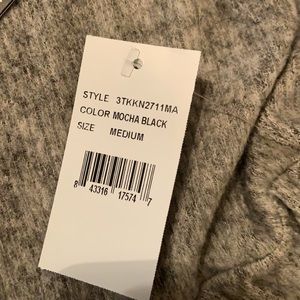 STYLE 3TKKN2711MA
COLOR MOCHA BLACK
SIZE MEDIUM
8 43316 17574 7